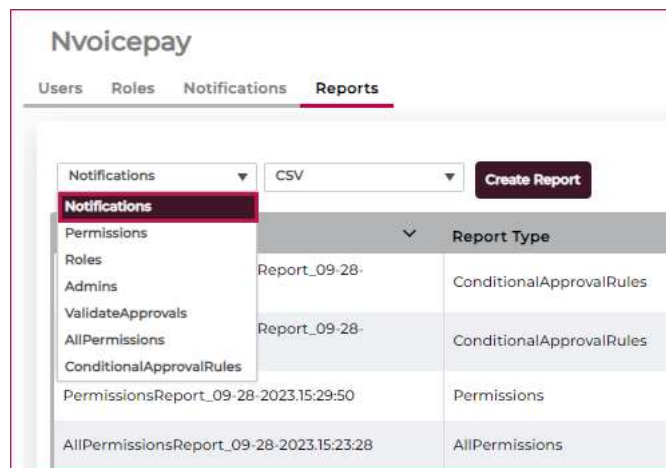 Nvoicepay
Users Roles Notifications Reports
Notifications CSV Create Report
Notifications
Permissions
Roles
Admins
ValidateApprovals
AllPermissions
ConditionalApprovalRules
Report Type
Report_09-28-
ConditionalApprovalRules
Report_09-28-
ConditionalApprovalRules
PermissionsReport_09-28-2023.15:29:50 Permissions
AllPermissionsReport_09-28-2023.15:23:28 AllPermissions